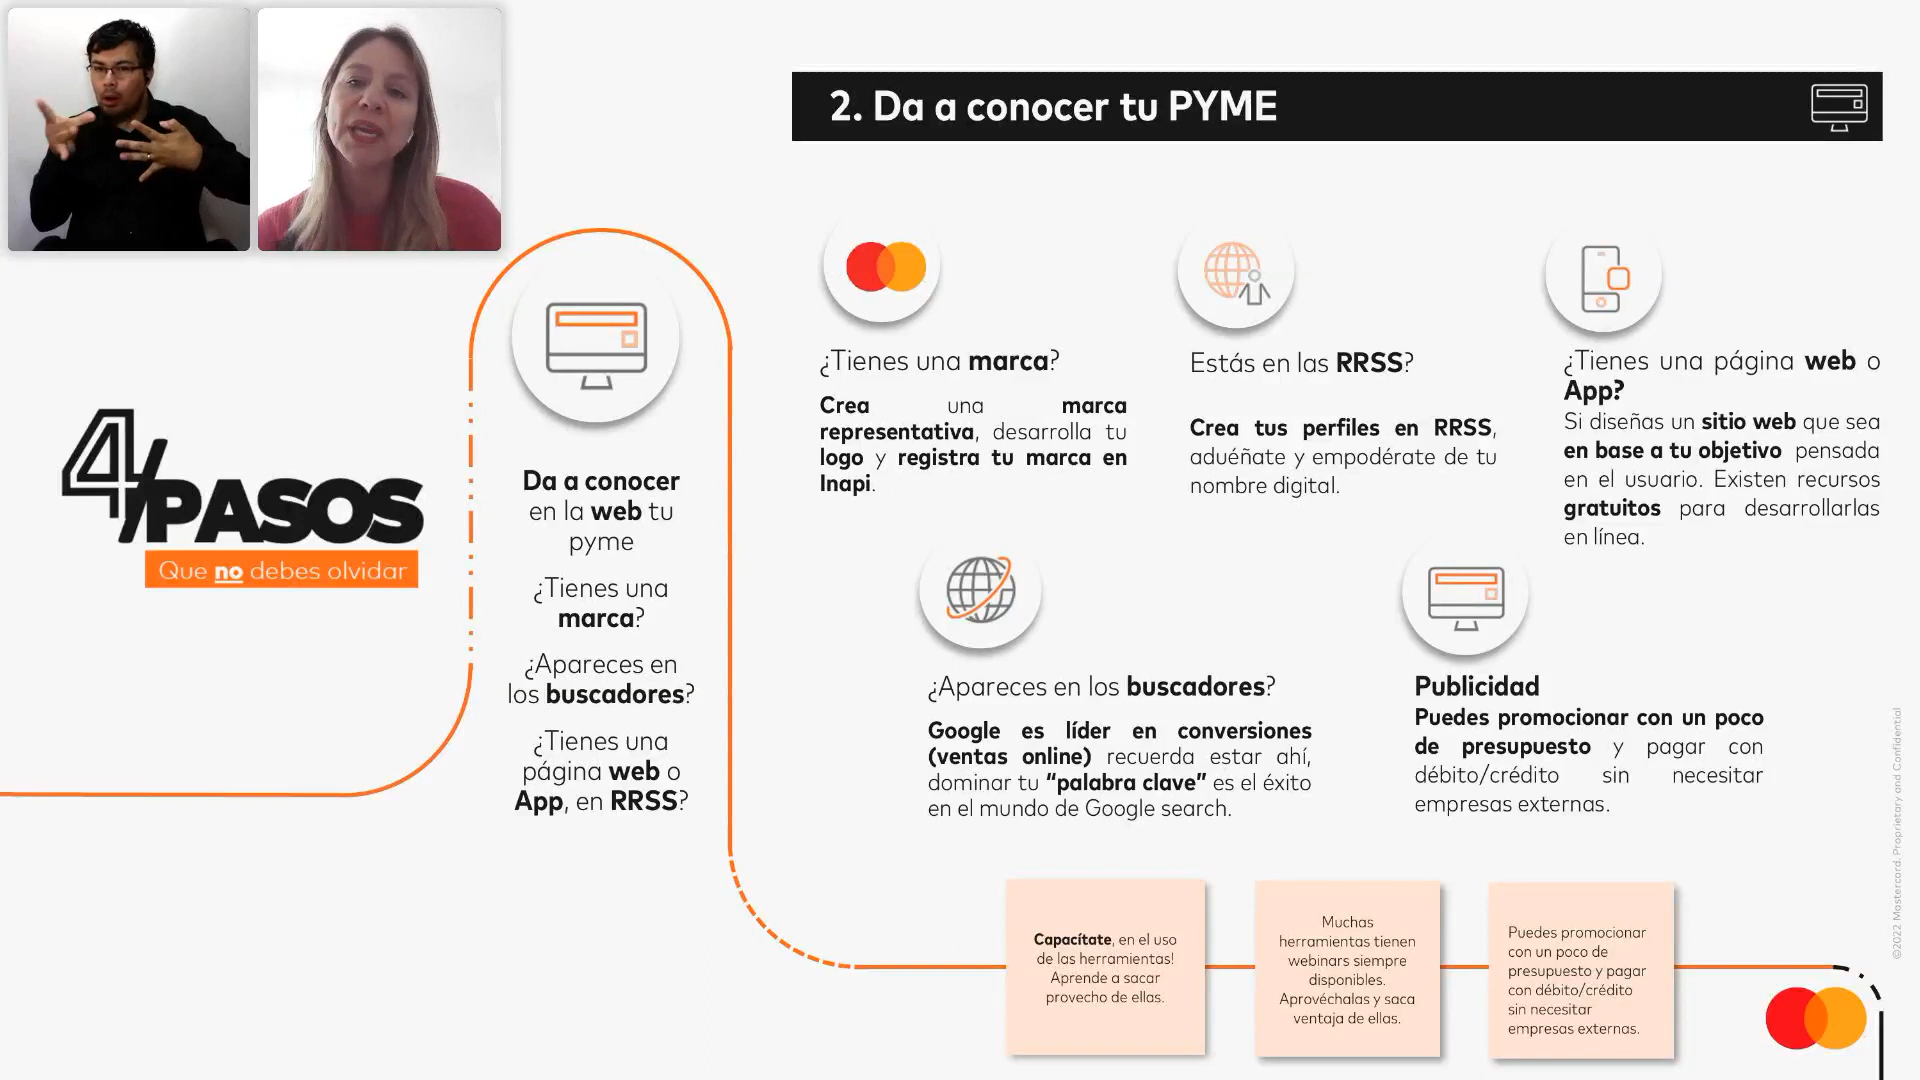 2. Da a conocer tu PYME
4 PASOS
Que no debes olvidar
Da a conocer
en la web tu
pyme
¿Tienes una
marca?
¿Apareces en
los buscadores?
¿Tienes una
página web o
App, en RRSS?
¿Tienes una marca?
Crea una marca
representativa, desarrolla tu
logo y registra tu marca en
Inapi.
Estás en las RRSS?
Crea tus perfiles en RRSS,
aduéñate y empodérate de tu
nombre digital.
¿Tienes una página web o
App?
Si diseñas un sitio web que sea
en base a tu objetivo pensada
en el usuario. Existen recursos
gratuitos para desarrollarlas
en línea.
¿Apareces en los buscadores?
Google es líder en conversiones
(ventas online) recuerda estar ahí,
dominar tu “palabra clave” es el éxito
en el mundo de Google search.
Publicidad
Puedes promocionar con un poco
de presupuesto y pagar con
débito/crédito sin necesitar
empresas externas.
Capacítate, en el uso
de las herramientas!
Aprende a sacar
provecho de ellas.
Muchas
herramientas tienen
webinars siempre
disponibles.
Aprovéchalas y saca
ventaja de ellas.
Puedes promocionar
con un poco de
presupuesto y pagar
con débito/crédito
sin necesitar
empresas externas.
©2022 Mastercard. Proprietary and Confidential